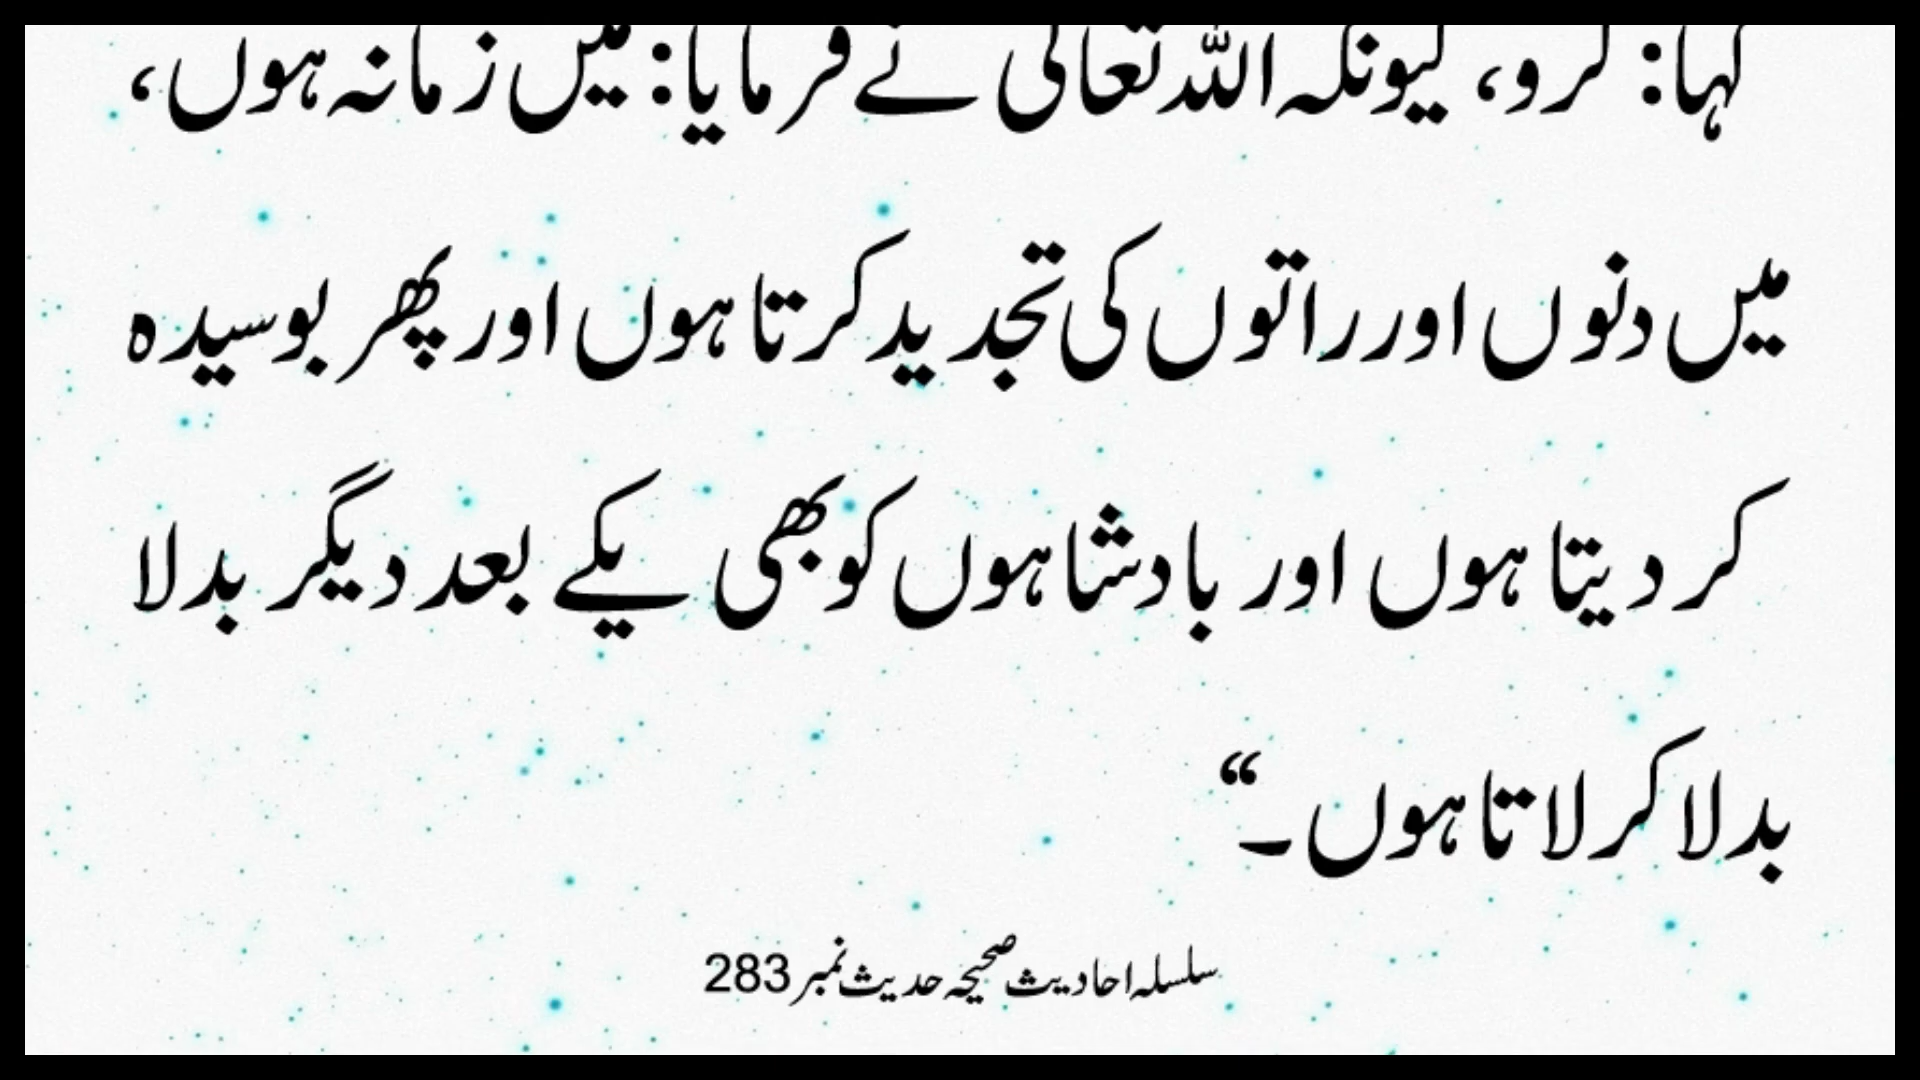 کہا: کرو، کیونکہ اللہ تعالی نے فرمایا: میں زمانہ ہوں،
میں دنوں اور راتوں کی تجدید کرتا ہوں اور پھر بوسیدہ
کر دیتا ہوں اور بادشاہوں کو بھی یکے بعد دیگر بدلا
بدلا کر لاتا ہوں۔“
سلسلہ احادیث صحیحہ حدیث نمبر 283